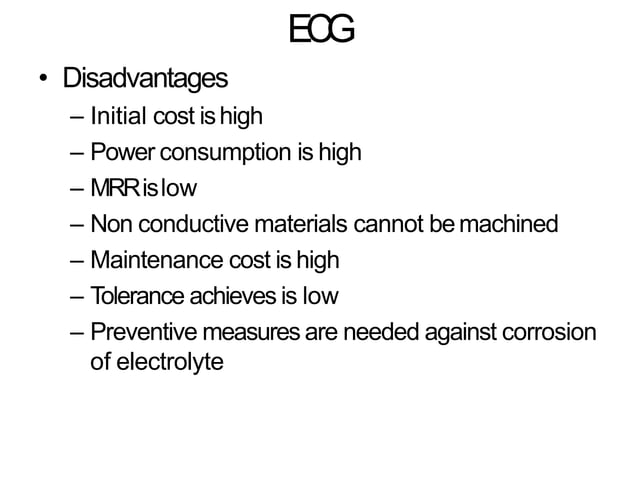 ECG
• Disadvantages
– Initial cost is high
– Power consumption is high
– MRR is low
– Non conductive materials cannot be machined
– Maintenance cost is high
– Tolerance achieves is low
– Preventive measures are needed against corrosion
of electrolyte